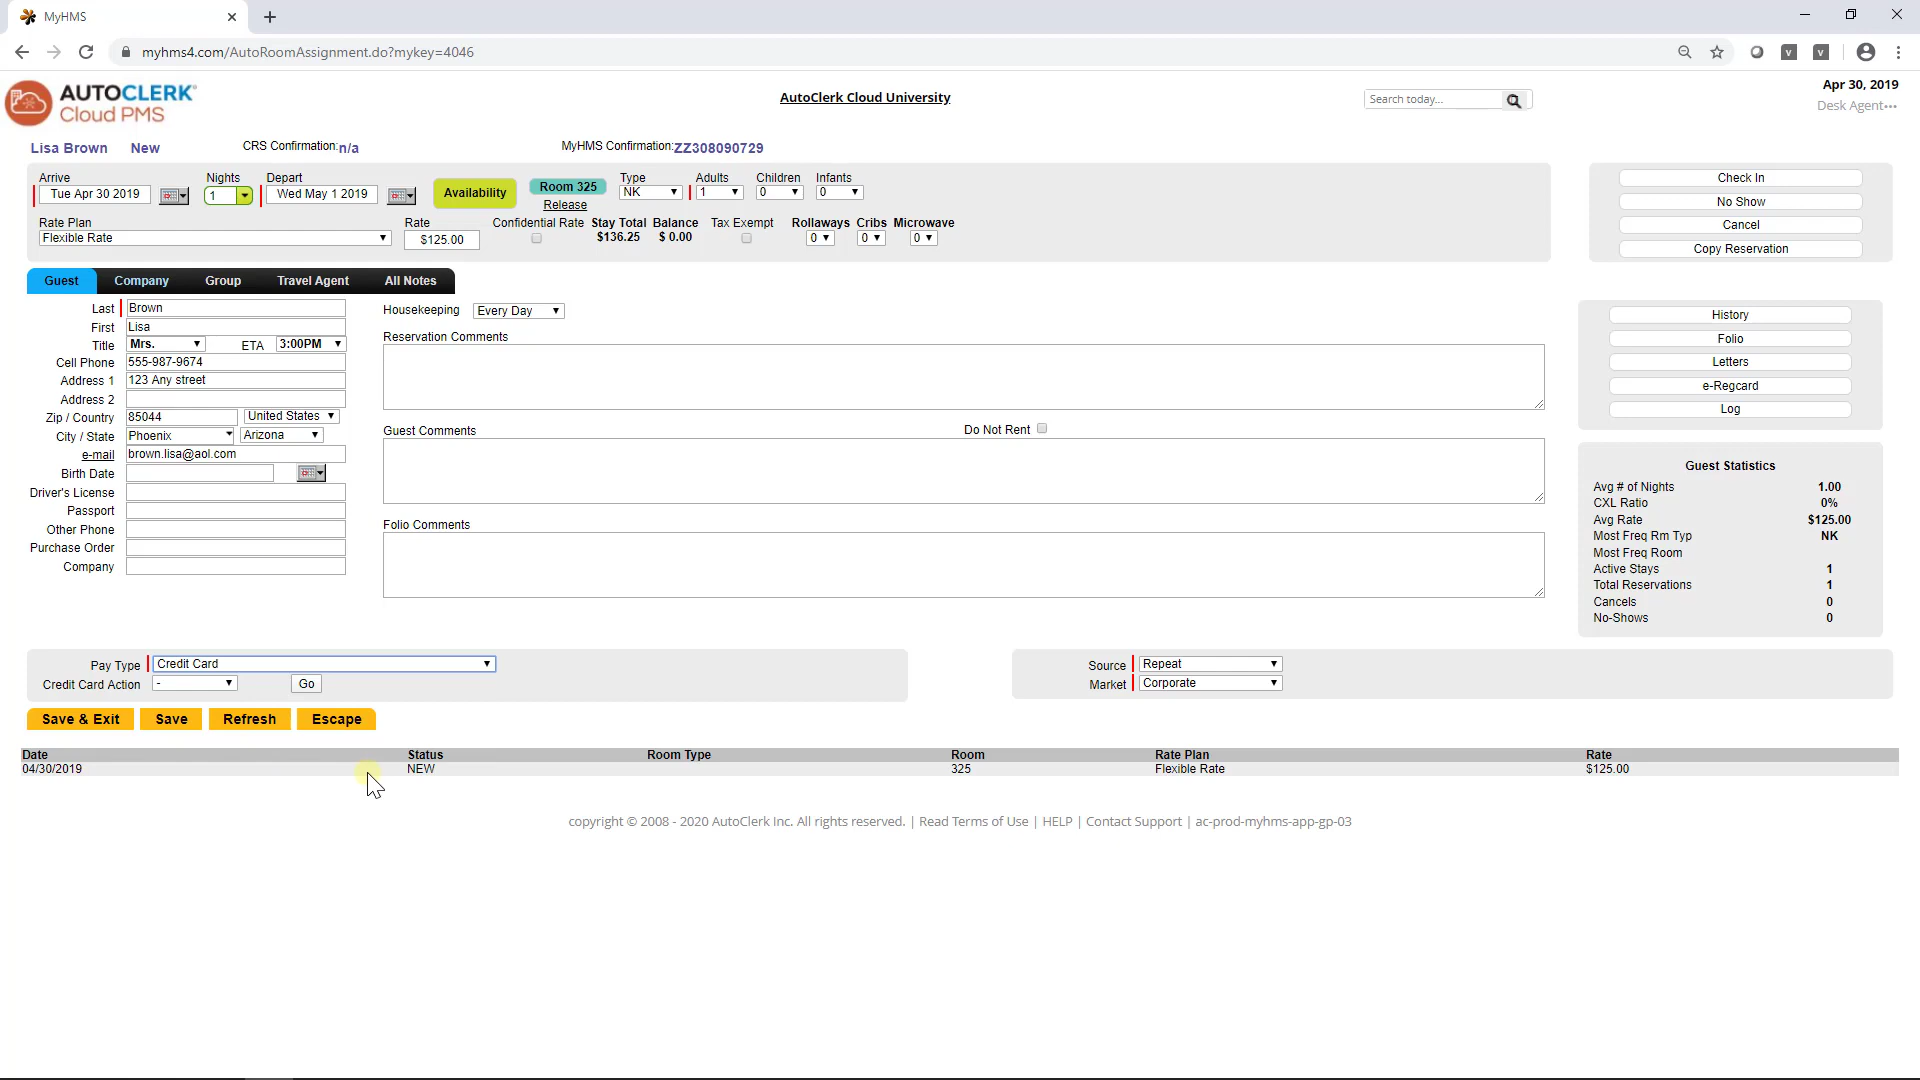 MyHMS
myhms4.com/AutoRoomAssignment.do?mykey=4046
AUTOCLERK
Cloud PMS
AutoClerk Cloud University
Search today...
Apr 30, 2019
Desk Agent•••
Lisa Brown New CRS Confirmation: n/a MyHMS Confirmation: ZZ308090729
Arrive Nights Depart
Tue Apr 30 2019 1 Wed May 1 2019
Availability
Room 325
Release
Type Adults Children Infants
NK 1 0 0
Rate Plan Rate Confidential Rate Stay Total Balance Tax Exempt Rollaways Cribs Microwave
Flexible Rate $125.00 $136.25 $ 0.00 0 0 0
Check In
No Show
Cancel
Copy Reservation
Guest Company Group Travel Agent All Notes
Last Brown
First Lisa
Title Mrs. ETA 3:00PM
Cell Phone 555-987-9674
Address 1 123 Any street
Address 2
Zip / Country 85044 United States
City / State Phoenix Arizona
e-mail brown.lisa@aol.com
Birth Date
Driver's License
Passport
Other Phone
Purchase Order
Company
Housekeeping Every Day
Reservation Comments
Guest Comments Do Not Rent
Folio Comments
History
Folio
Letters
e-Regcard
Log
Guest Statistics
Avg # of Nights 1.00
CXL Ratio 0%
Avg Rate $125.00
Most Freq Rm Typ NK
Most Freq Room
Active Stays 1
Total Reservations 1
Cancels 0
No-Shows 0
Pay Type Credit Card
Credit Card Action - Go
Source Repeat
Market Corporate
Save & Exit Save Refresh Escape
Date Status Room Type Room Rate Plan Rate
04/30/2019 NEW 325 Flexible Rate $125.00
copyright © 2008 - 2020 AutoClerk Inc. All rights reserved. | Read Terms of Use | HELP | Contact Support | ac-prod-myhms-app-gp-03